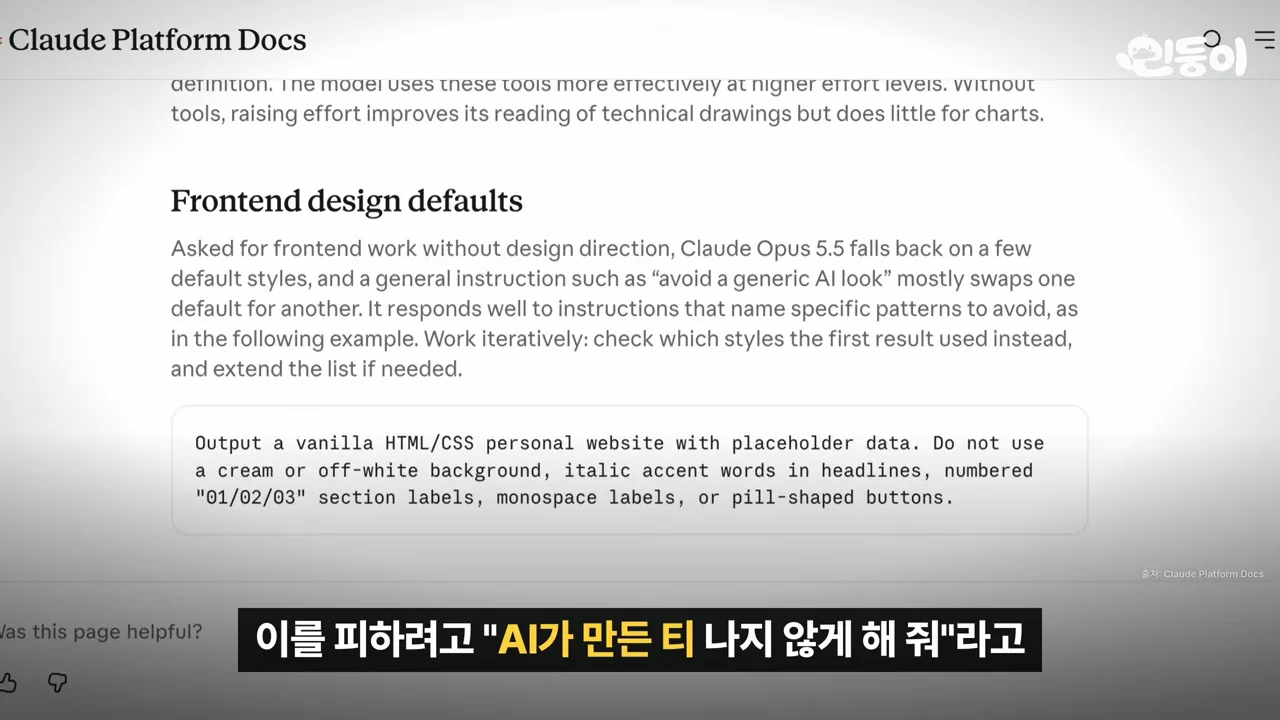 Claude Platform Docs
인둥이
definition. The model uses these tools more effectively at higher effort levels. Without
tools, raising effort improves its reading of technical drawings but does little for charts.
Frontend design defaults
Asked for frontend work without design direction, Claude Opus 5.5 falls back on a few
default styles, and a general instruction such as “avoid a generic AI look” mostly swaps one
default for another. It responds well to instructions that name specific patterns to avoid, as
in the following example. Work iteratively: check which styles the first result used instead,
and extend the list if needed.
Output a vanilla HTML/CSS personal website with placeholder data. Do not use
a cream or off-white background, italic accent words in headlines, numbered
"01/02/03" section labels, monospace labels, or pill-shaped buttons.
출처: Claude Platform Docs
Was this page helpful?
이를 피하려고 "AI가 만든 티 나지 않게 해 줘"라고